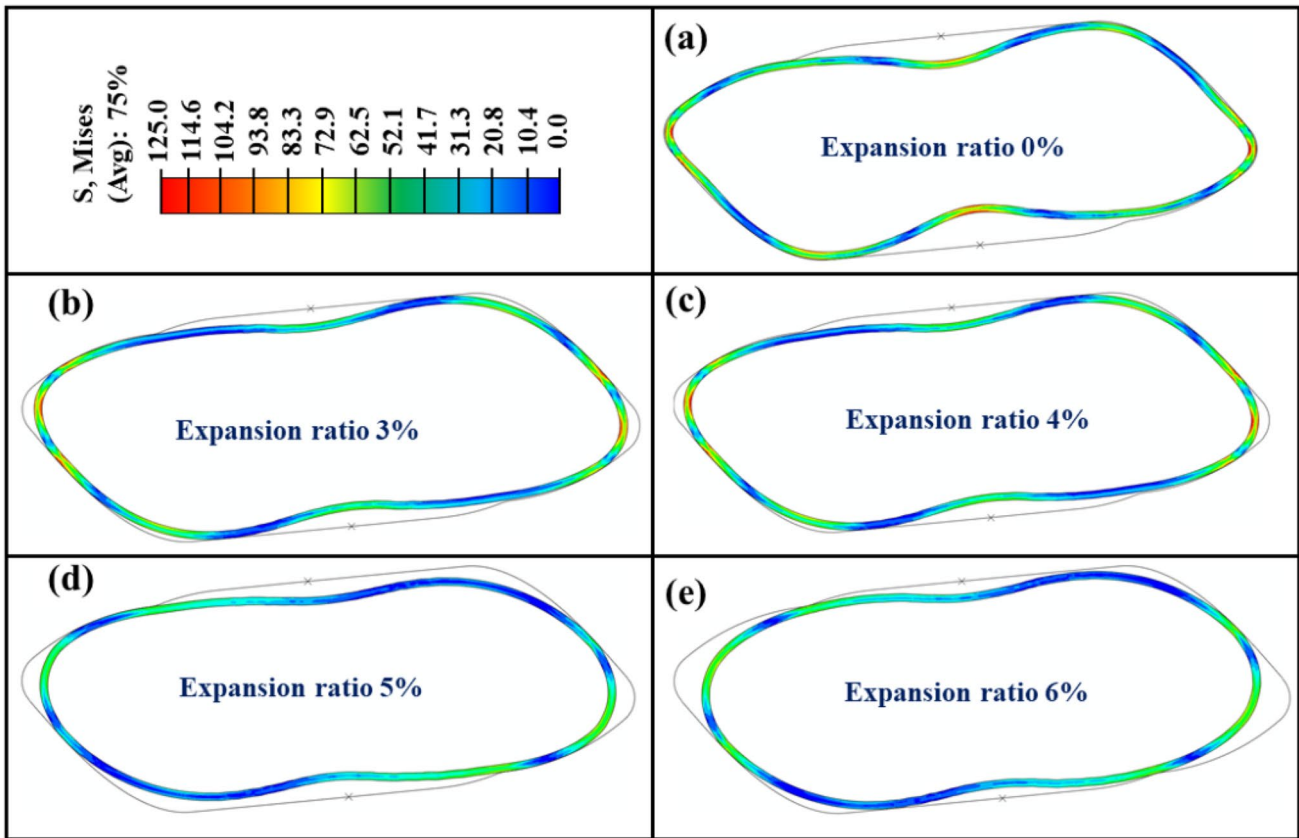 S, Mises
(Avg): 75%
125.0
114.6
104.2
93.8
83.3
72.9
62.5
52.1
41.7
31.3
20.8
10.4
0.0
(a)
Expansion ratio 0%
(b)
Expansion ratio 3%
(c)
Expansion ratio 4%
(d)
Expansion ratio 5%
(e)
Expansion ratio 6%